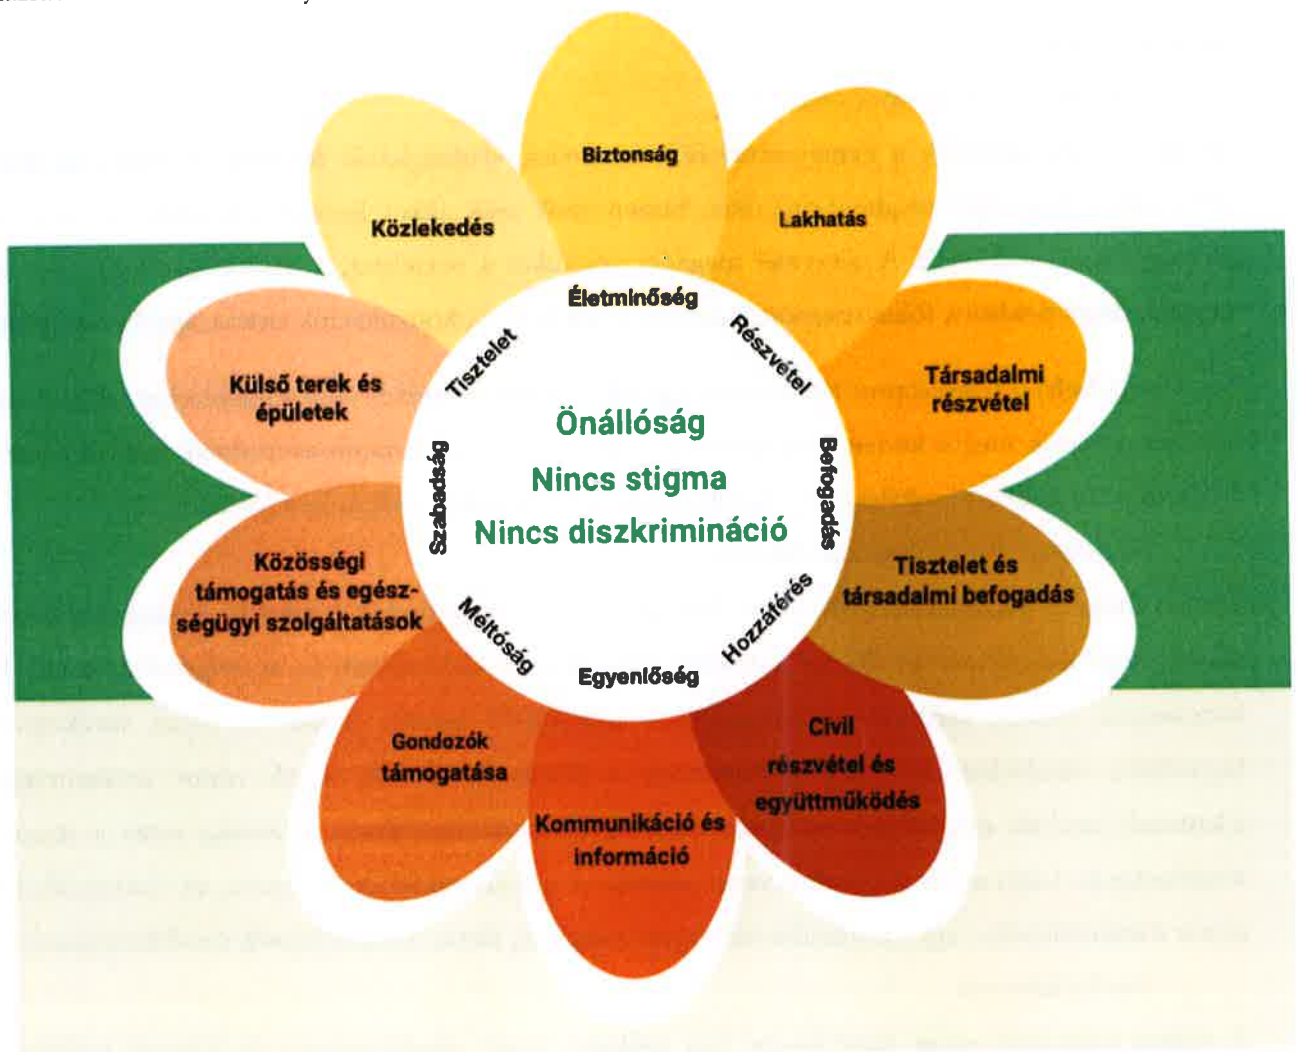 Biztonság
Lakhatás
Közlekedés
Életminőség
Részvétel
Tisztelet
Társadalmi
részvétel
Külső terek és
épületek
Önállóság
Nincs stigma
Nincs diszkrimináció
Szabadság
Befogadás
Közösségi
támogatás és egész-
ségügyi szolgáltatások
Tisztelet és
társadalmi befogadás
Méltóság
Hozzáférés
Egyenlőség
Gondozók
támogatása
Civil
részvétel és
együttműködés
Kommunikáció és
információ